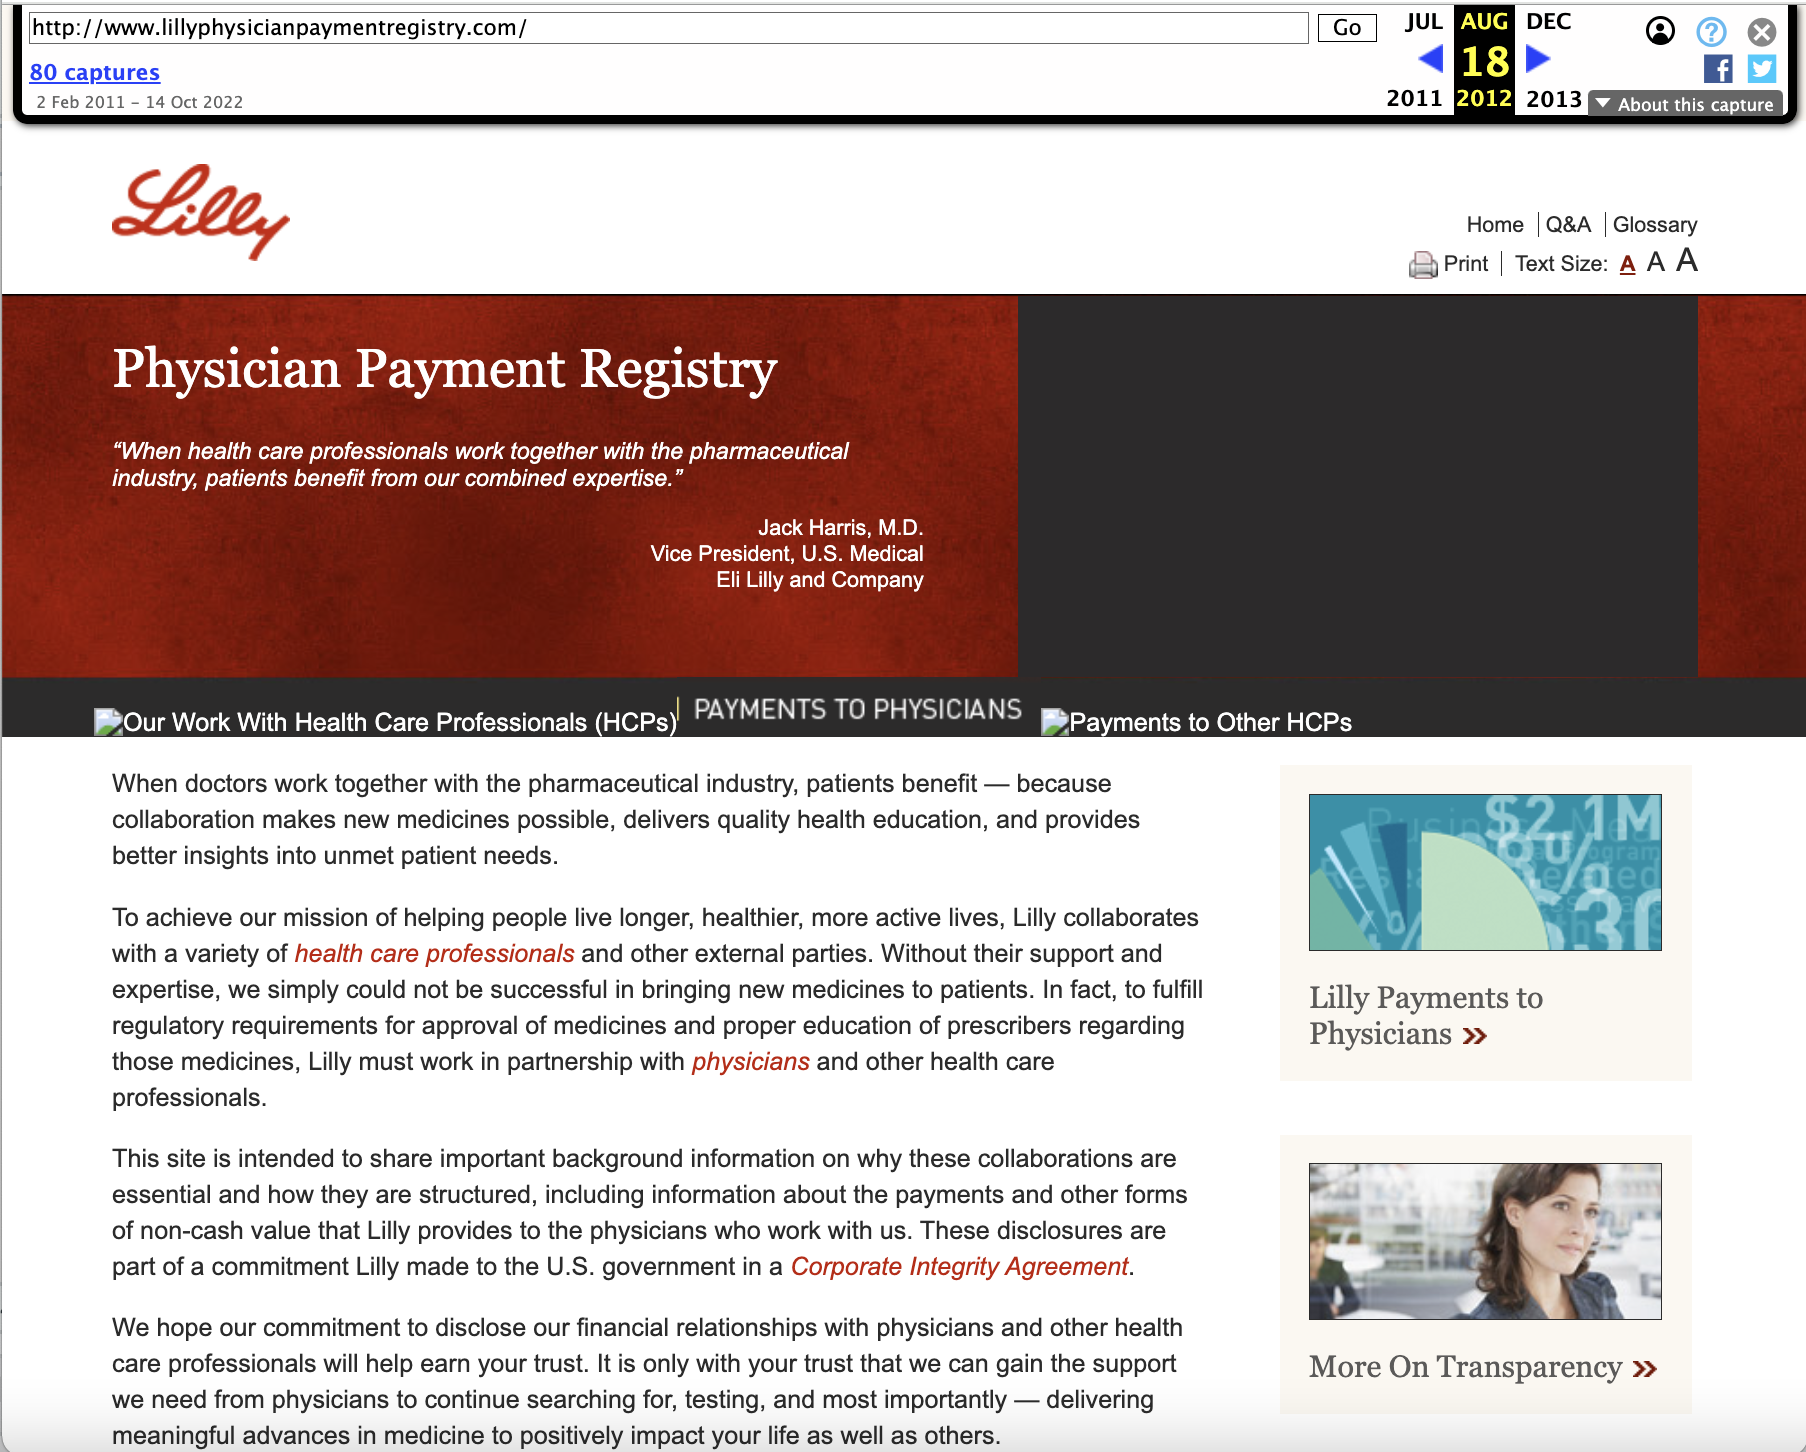 http://www.lillyphysicianpaymentregistry.com/
Go
JUL AUG DEC
18
2011 2012 2013
80 captures
2 Feb 2011 – 14 Oct 2022
?
f
▼ About this capture
Lilly
Home | Q&A | Glossary
Print | Text Size: A A A
Physician Payment Registry
“When health care professionals work together with the pharmaceutical
industry, patients benefit from our combined expertise.”
Jack Harris, M.D.
Vice President, U.S. Medical
Eli Lilly and Company
Our Work With Health Care Professionals (HCPs)
PAYMENTS TO PHYSICIANS
Payments to Other HCPs
When doctors work together with the pharmaceutical industry, patients benefit — because
collaboration makes new medicines possible, delivers quality health education, and provides
better insights into unmet patient needs.
To achieve our mission of helping people live longer, healthier, more active lives, Lilly collaborates
with a variety of health care professionals and other external parties. Without their support and
expertise, we simply could not be successful in bringing new medicines to patients. In fact, to fulfill
regulatory requirements for approval of medicines and proper education of prescribers regarding
those medicines, Lilly must work in partnership with physicians and other health care
professionals.
This site is intended to share important background information on why these collaborations are
essential and how they are structured, including information about the payments and other forms
of non-cash value that Lilly provides to the physicians who work with us. These disclosures are
part of a commitment Lilly made to the U.S. government in a Corporate Integrity Agreement.
We hope our commitment to disclose our financial relationships with physicians and other health
care professionals will help earn your trust. It is only with your trust that we can gain the support
we need from physicians to continue searching for, testing, and most importantly — delivering
meaningful advances in medicine to positively impact your life as well as others.
$2.1M
Lilly Payments to
Physicians »
More On Transparency »